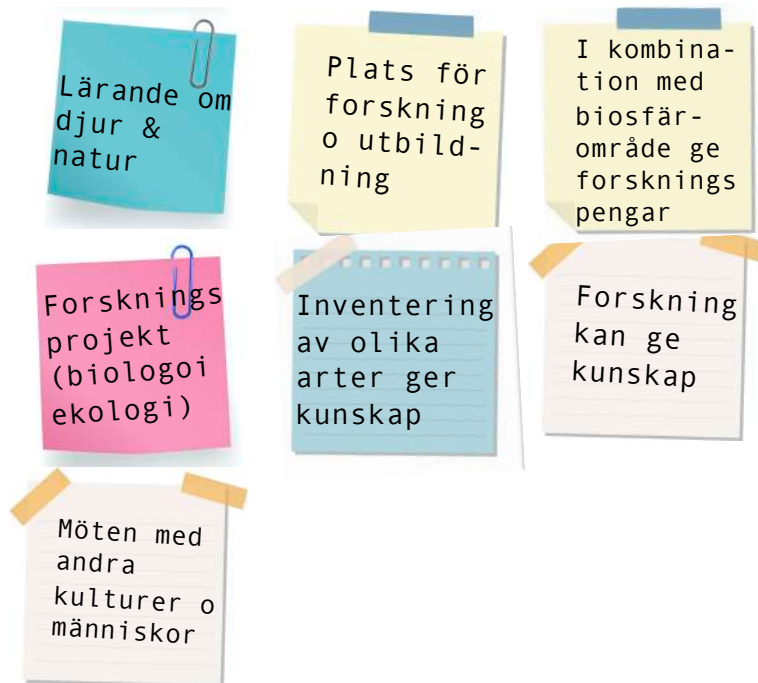 Lärande om
djur &
natur
Plats för
forskning
o utbild-
ning
I kombina-
tion med
biosfär-
område ge
forsknings
pengar
Forsknings
projekt
(biologoi
ekologi)
Inventering
av olika
arter ger
kunskap
Forskning
kan ge
kunskap
Möten med
andra
kulturer o
människor